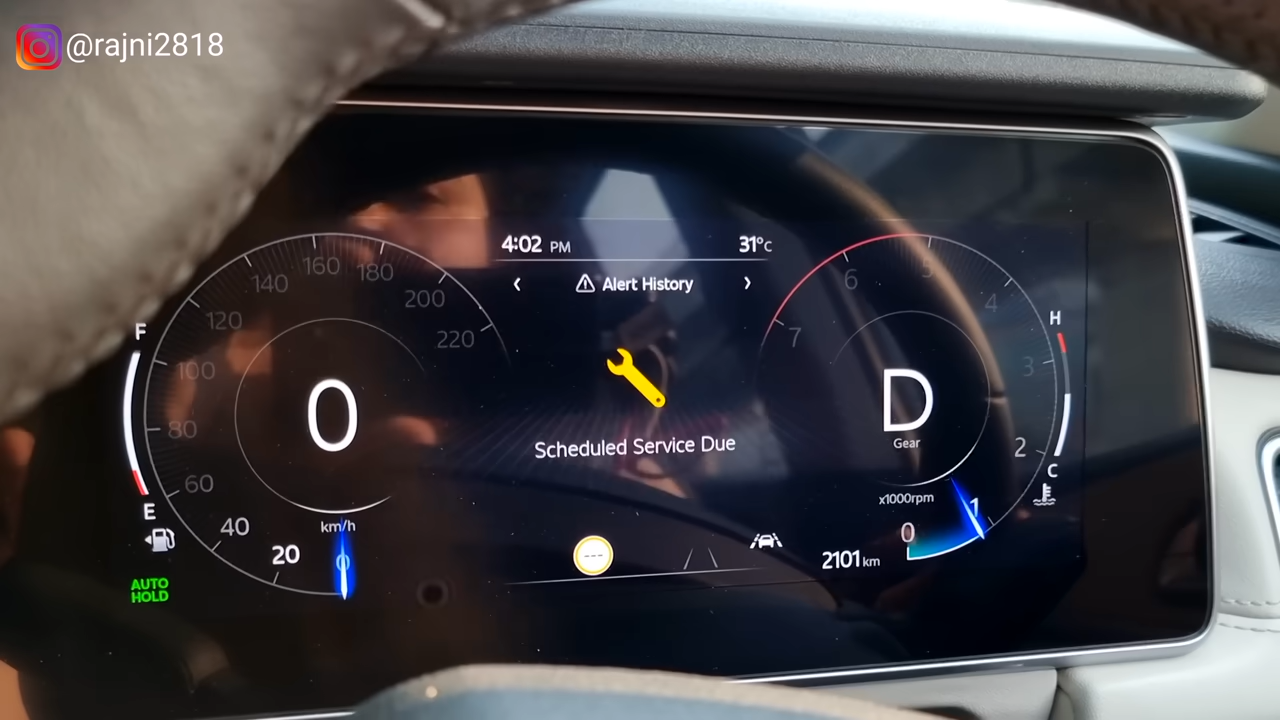 @rajni2818
4:02 PM
31°C
Alert History
140 160 180
120 200
100 220
80
60
40
20
0
km/h
0
F
E
AUTO
HOLD
Scheduled Service Due
---
7 6 5 4 3 2 1 0
D
Gear
x1000rpm
H
C
2101 km